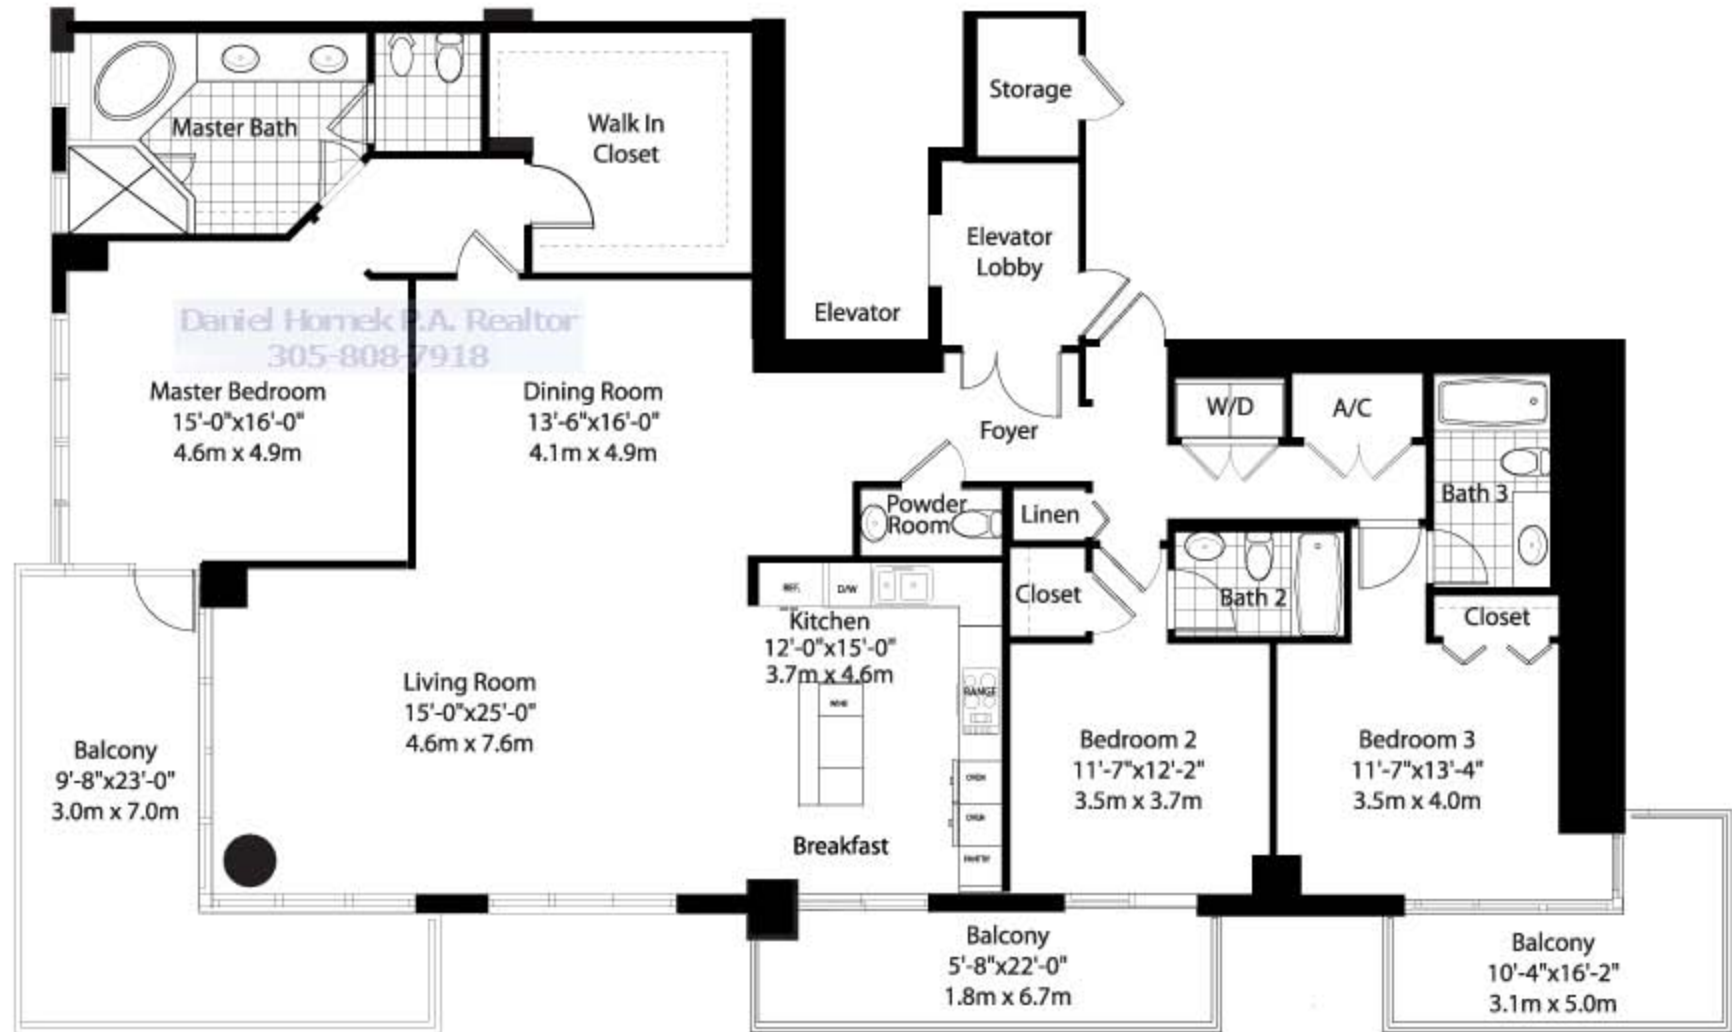 Master Bath
Walk In
Closet
Storage
Elevator
Lobby
Elevator
Daniel Hornek P.A. Realtor
305-808-7918
Master Bedroom
15'-0"x16'-0"
4.6m x 4.9m
Dining Room
13'-6"x16'-0"
4.1m x 4.9m
Foyer
W/D
A/C
Bath 3
Powder
Room
Linen
Closet
Bath 2
Closet
REF.
D/W
Kitchen
12'-0"x15'-0"
3.7m x 4.6m
RANGE
WINE
OVEN
OVEN
PANTRY
Breakfast
Living Room
15'-0"x25'-0"
4.6m x 7.6m
Balcony
9'-8"x23'-0"
3.0m x 7.0m
Bedroom 2
11'-7"x12'-2"
3.5m x 3.7m
Bedroom 3
11'-7"x13'-4"
3.5m x 4.0m
Balcony
5'-8"x22'-0"
1.8m x 6.7m
Balcony
10'-4"x16'-2"
3.1m x 5.0m